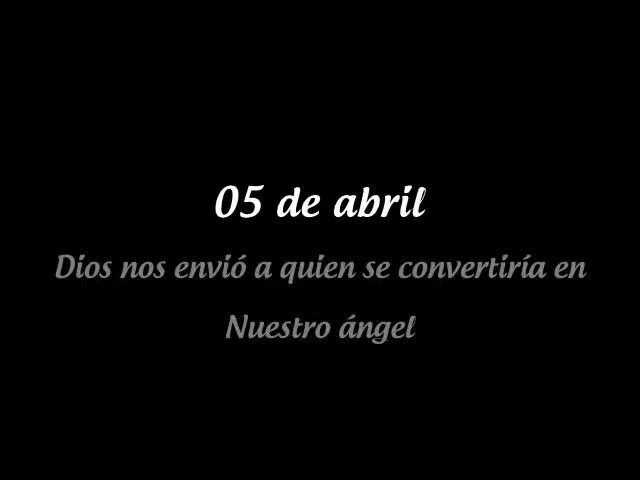 05 de abril
Dios nos envió a quien se convertiría en
Nuestro ángel